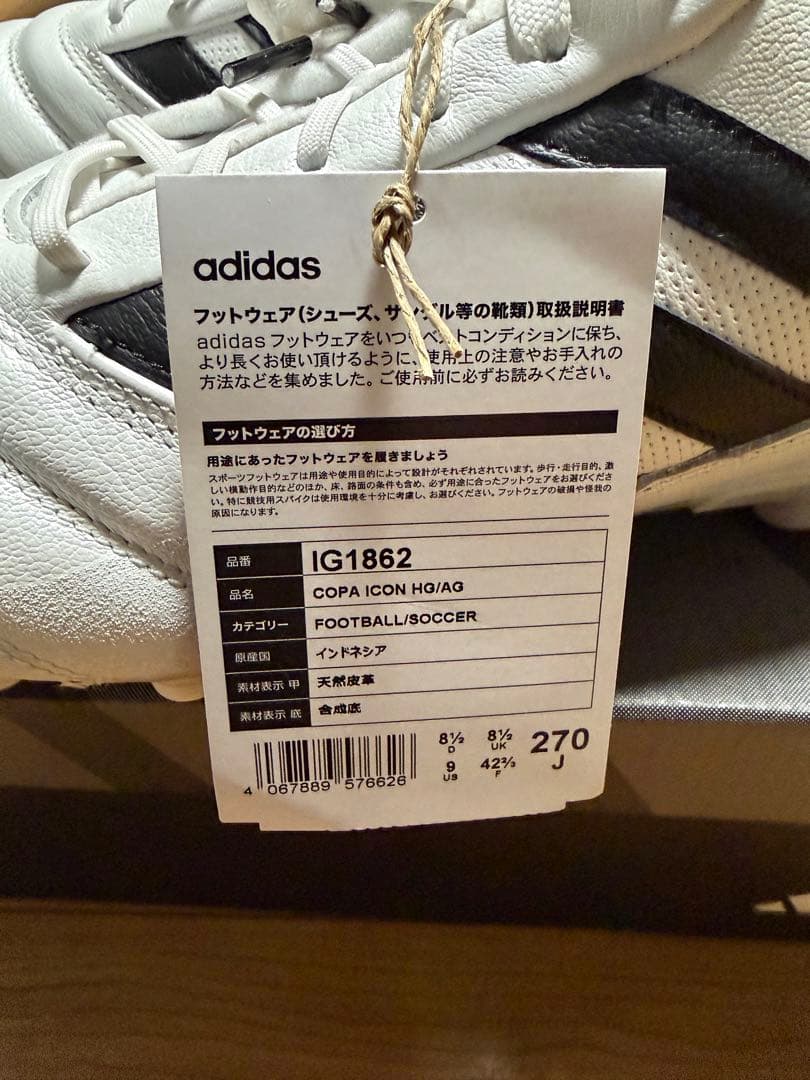 adidas
フットウェア(シューズ、サンダル等の靴類)取扱説明書
adidas フットウェアをいつもベストコンディションに保ち、
より長くお使い頂けるように、使用上の注意やお手入れの
方法などを集めました。ご使用前に必ずお読みください。
フットウェアの選び方
用途にあったフットウェアを履きましょう
スポーツフットウェアは用途や使用目的によって設計がそれぞれされています。歩行・走行目的、激
しい横動作目的などのほか、床、路面の条件も含め、必ず用途に合ったフットウェアをお選びくださ
い。特に競技用スパイクは使用環境を十分に考慮し、お選びください。フットウェアの破損や怪我の
原因になります。
品番 IG1862
品名 COPA ICON HG/AG
カテゴリー FOOTBALL/SOCCER
原産国 インドネシア
素材表示 甲 天然皮革
素材表示 底 合成底
8½ D 8½ UK 270 J
9 US 42⅔ F
4 067889 576626